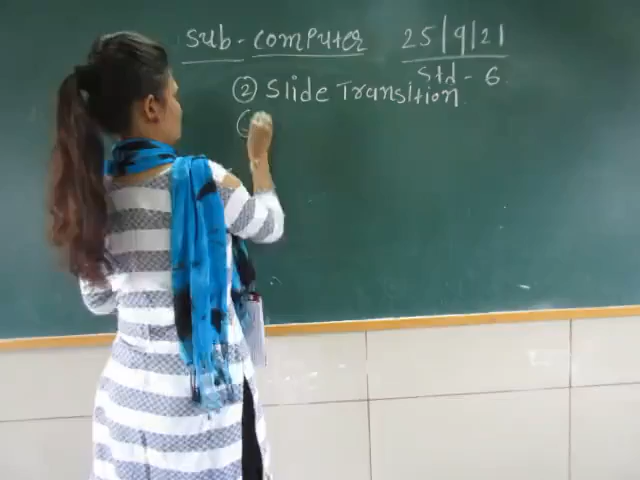 Sub - Computer 25/9/21
Std - 6
② Slide Transition